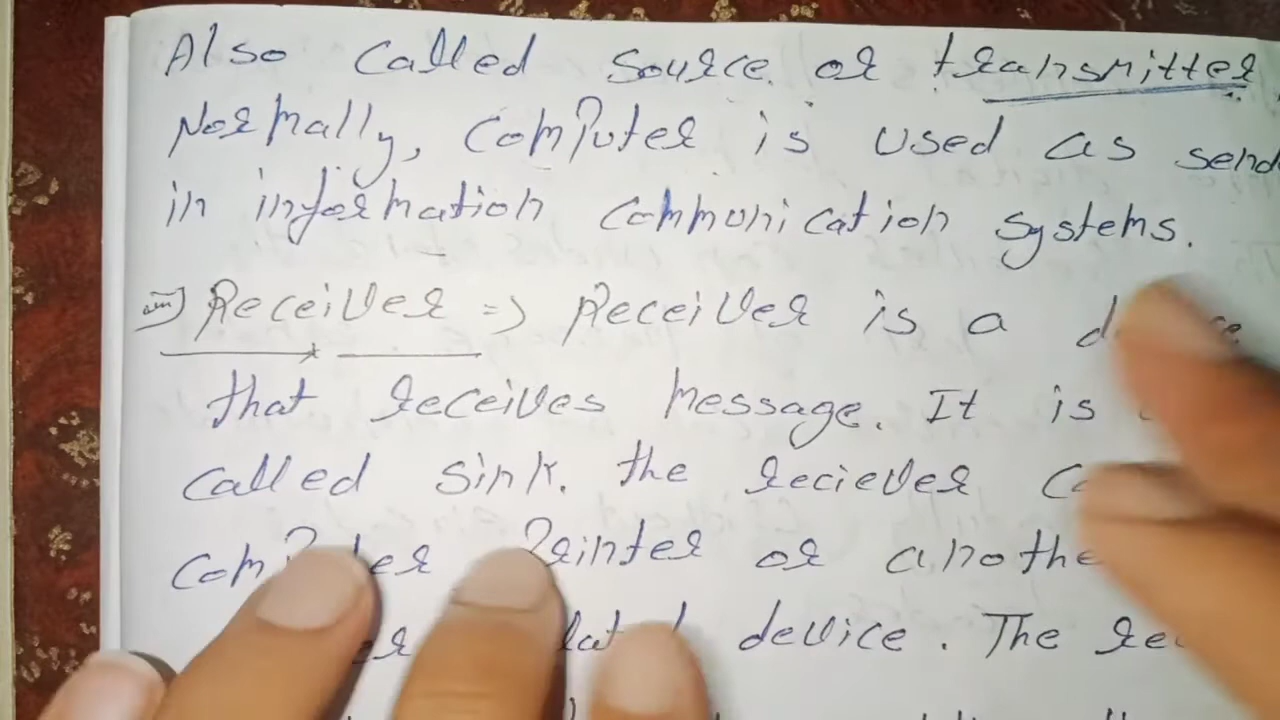 Also called source or transmitter.
Normally, computer is used as send
in information communication systems.
Receiver => Receiver is a
that receives message. It is
called sink. the reciever
Printer or anothe
device. The